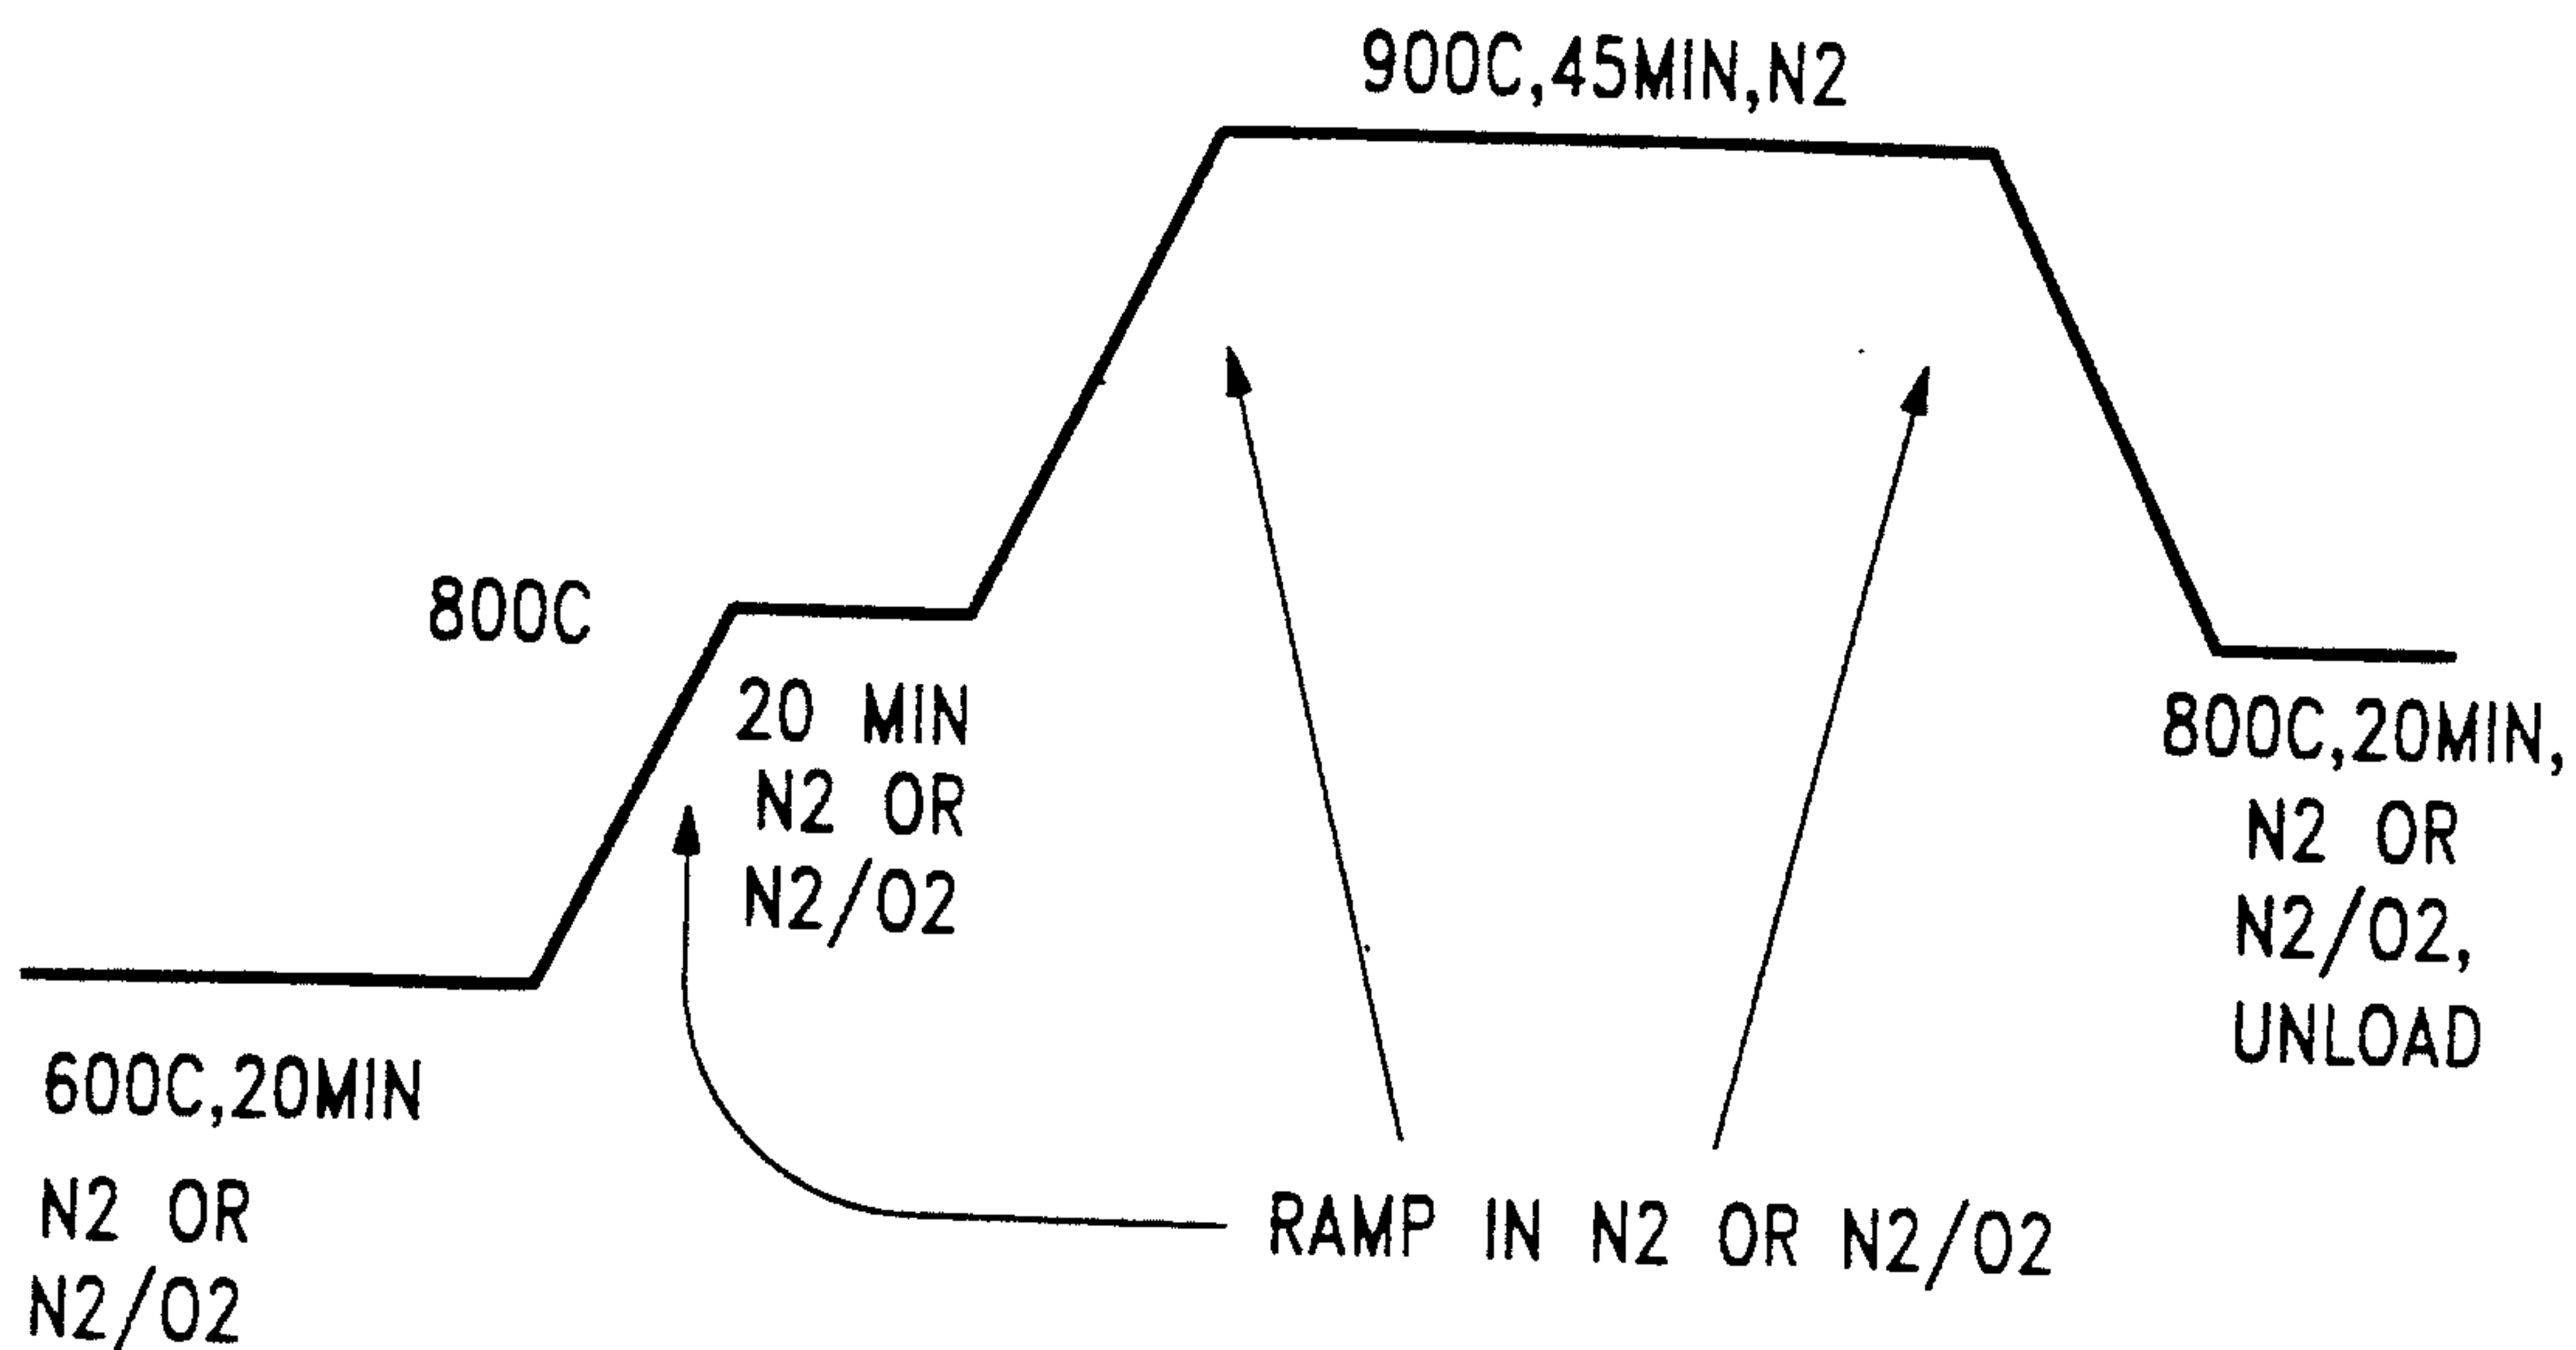 900C,45MIN,N2
800C
20 MIN
N2 OR
N2/O2
800C,20MIN,
N2 OR
N2/O2,
UNLOAD
600C,20MIN
N2 OR
N2/O2
RAMP IN N2 OR N2/O2